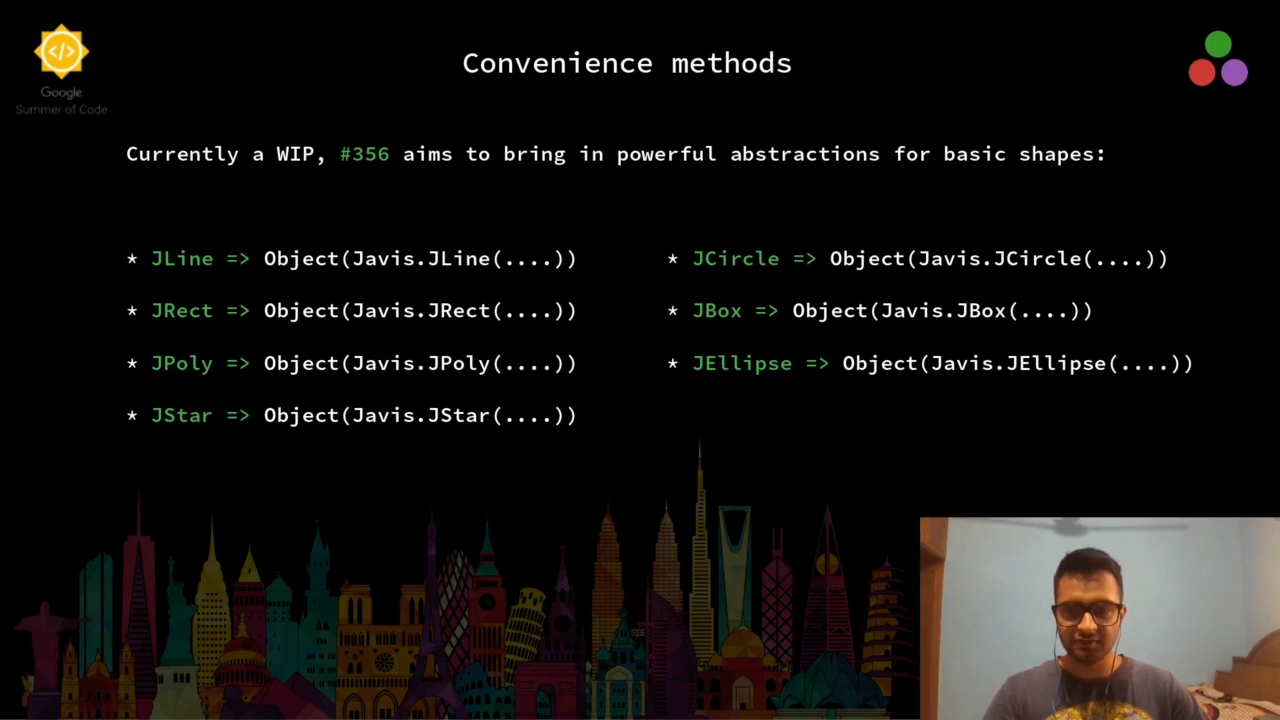 </>
Google
Summer of Code
Convenience methods
Currently a WIP, #356 aims to bring in powerful abstractions for basic shapes:
* JLine => Object(Javis.JLine(....))
* JRect => Object(Javis.JRect(....))
* JPoly => Object(Javis.JPoly(....))
* JStar => Object(Javis.JStar(....))
* JCircle => Object(Javis.JCircle(....))
* JBox => Object(Javis.JBox(....))
* JEllipse => Object(Javis.JEllipse(....))